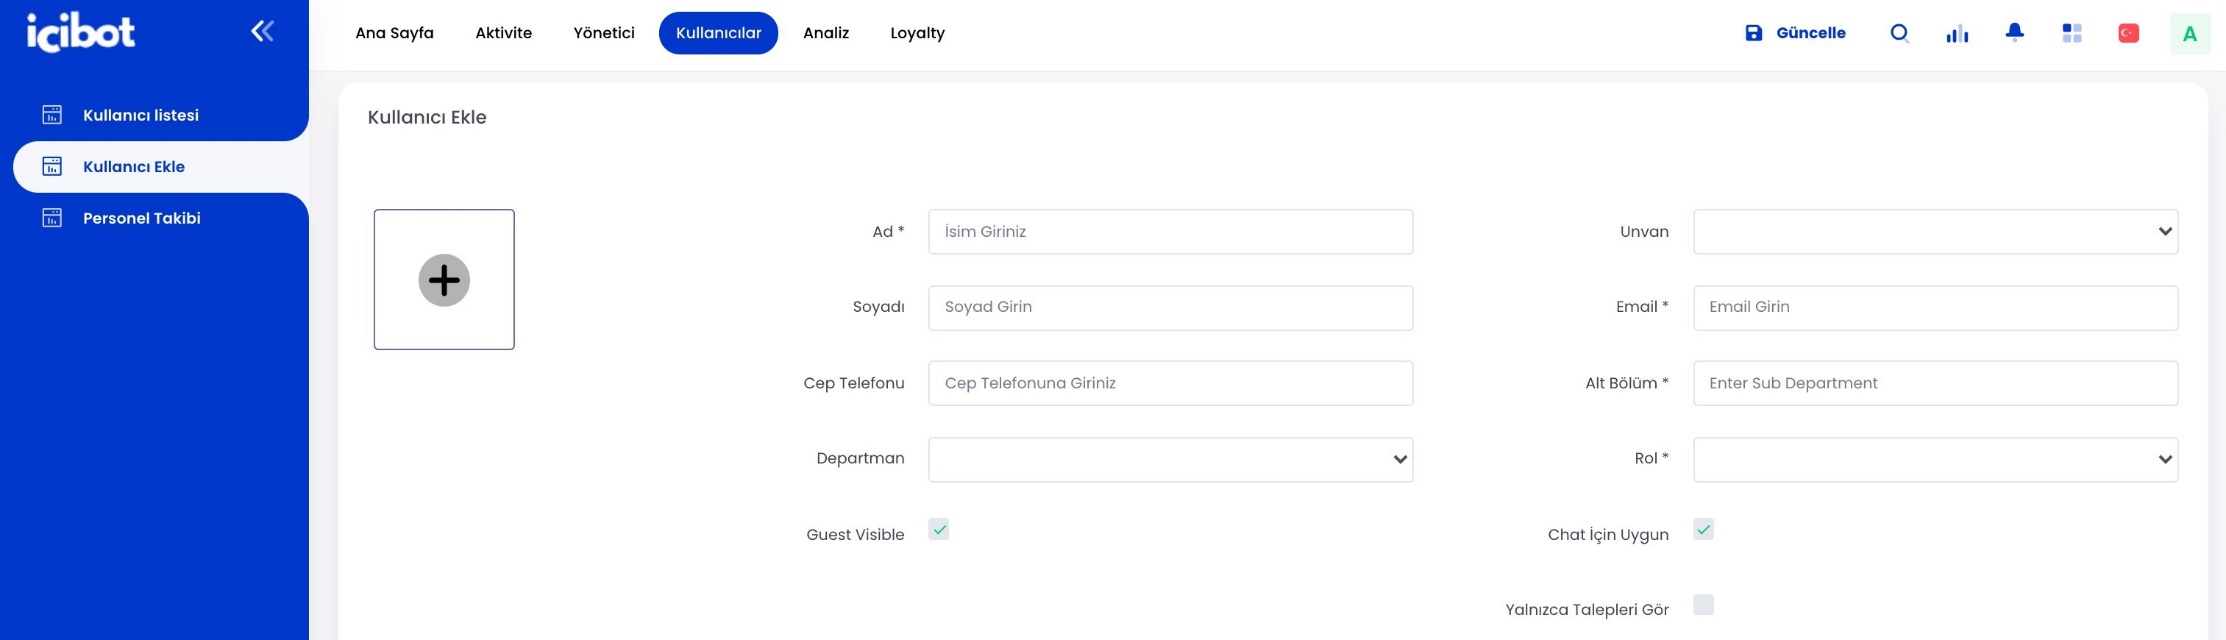 icibot
Ana Sayfa Aktivite Yönetici Kullanıcılar Analiz Loyalty Güncelle A
Kullanıcı listesi
Kullanıcı Ekle
Personel Takibi
Kullanıcı Ekle
Ad * İsim Giriniz Unvan
Soyadı Soyad Girin Email * Email Girin
Cep Telefonu Cep Telefonuna Giriniz Alt Bölüm * Enter Sub Department
Departman Rol *
Guest Visible Chat İçin Uygun
Yalnızca Talepleri Gör